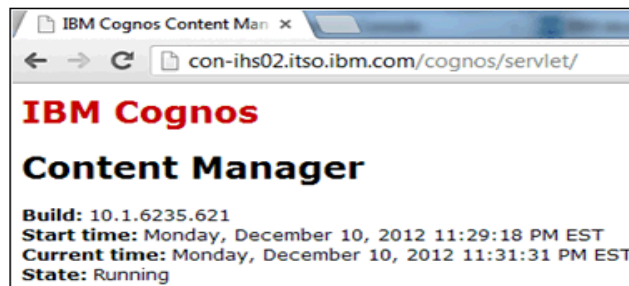 IBM Cognos Content Man
con-ihs02.itso.ibm.com/cognos/servlet/
IBM Cognos
Content Manager
Build: 10.1.6235.621
Start time: Monday, December 10, 2012 11:29:18 PM EST
Current time: Monday, December 10, 2012 11:31:31 PM EST
State: Running